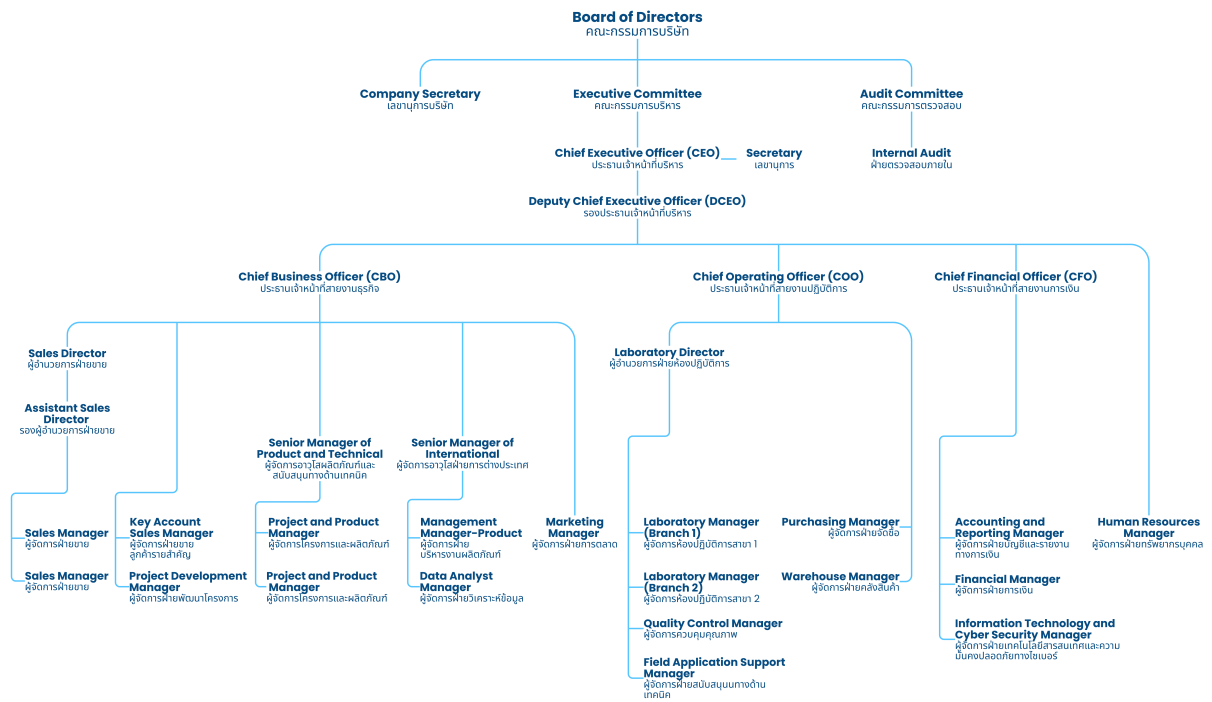 Board of Directors
คณะกรรมการบริษัท
Company Secretary
เลขานุการบริษัท
Executive Committee
คณะกรรมการบริหาร
Audit Committee
คณะกรรมการตรวจสอบ
Chief Executive Officer (CEO)
ประธานเจ้าหน้าที่บริหาร
Secretary
เลขานุการ
Internal Audit
ฝ่ายตรวจสอบภายใน
Deputy Chief Executive Officer (DCEO)
รองประธานเจ้าหน้าที่บริหาร
Chief Business Officer (CBO)
ประธานเจ้าหน้าที่สายงานธุรกิจ
Chief Operating Officer (COO)
ประธานเจ้าหน้าที่สายงานปฏิบัติการ
Chief Financial Officer (CFO)
ประธานเจ้าหน้าที่สายงานการเงิน
Sales Director
ผู้อำนวยการฝ่ายขาย
Laboratory Director
ผู้อำนวยการฝ่ายห้องปฏิบัติการ
Assistant Sales
Director
รองผู้อำนวยการฝ่ายขาย
Senior Manager of
Product and Technical
ผู้จัดการอาวุโสผลิตภัณฑ์และ
สนับสนุนทางด้านเทคนิค
Senior Manager of
International
ผู้จัดการอาวุโสฝ่ายการต่างประเทศ
Sales Manager
ผู้จัดการฝ่ายขาย
Sales Manager
ผู้จัดการฝ่ายขาย
Key Account
Sales Manager
ผู้จัดการฝ่ายขาย
ลูกค้ารายสำคัญ
Project Development
Manager
ผู้จัดการฝ่ายพัฒนาโครงการ
Project and Product
Manager
ผู้จัดการโครงการและผลิตภัณฑ์
Project and Product
Manager
ผู้จัดการโครงการและผลิตภัณฑ์
Management
Manager-Product
ผู้จัดการฝ่าย
บริหารงานผลิตภัณฑ์
Data Analyst
Manager
ผู้จัดการฝ่ายวิเคราะห์ข้อมูล
Marketing
Manager
ผู้จัดการฝ่ายการตลาด
Laboratory Manager
(Branch 1)
ผู้จัดการห้องปฏิบัติการสาขา 1
Laboratory Manager
(Branch 2)
ผู้จัดการห้องปฏิบัติการสาขา 2
Quality Control Manager
ผู้จัดการควบคุมคุณภาพ
Field Application Support
Manager
ผู้จัดการฝ่ายสนับสนุนนทางด้าน
เทคนิค
Purchasing Manager
ผู้จัดการฝ่ายจัดซื้อ
Warehouse Manager
ผู้จัดการฝ่ายคลังสินค้า
Accounting and
Reporting Manager
ผู้จัดการฝ่ายบัญชีและรายงาน
ทางการเงิน
Financial Manager
ผู้จัดการฝ่ายการเงิน
Information Technology and
Cyber Security Manager
ผู้จัดการฝ่ายเทคโนโลยีสารสนเทศและความ
มั่นคงปลอดภัยทางไซเบอร์
Human Resources
Manager
ผู้จัดการฝ่ายทรัพยากรบุคคล